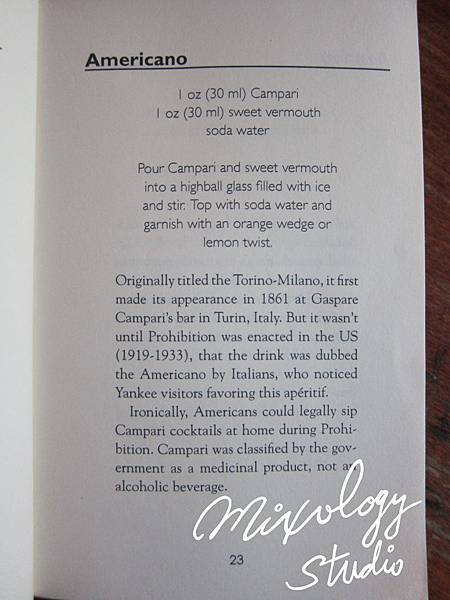 Americano
1 oz (30 ml) Campari
1 oz (30 ml) sweet vermouth
soda water
Pour Campari and sweet vermouth
into a highball glass filled with ice
and stir. Top with soda water and
garnish with an orange wedge or
lemon twist.
Originally titled the Torino-Milano, it first
made its appearance in 1861 at Gaspare
Campari's bar in Turin, Italy. But it wasn't
until Prohibition was enacted in the US
(1919-1933), that the drink was dubbed
the Americano by Italians, who noticed
Yankee visitors favoring this apéritif.
Ironically, Americans could legally sip
Campari cocktails at home during Prohi-
bition. Campari was classified by the gov-
ernment as a medicinal product, not an
alcoholic beverage.
mixology
studio
23